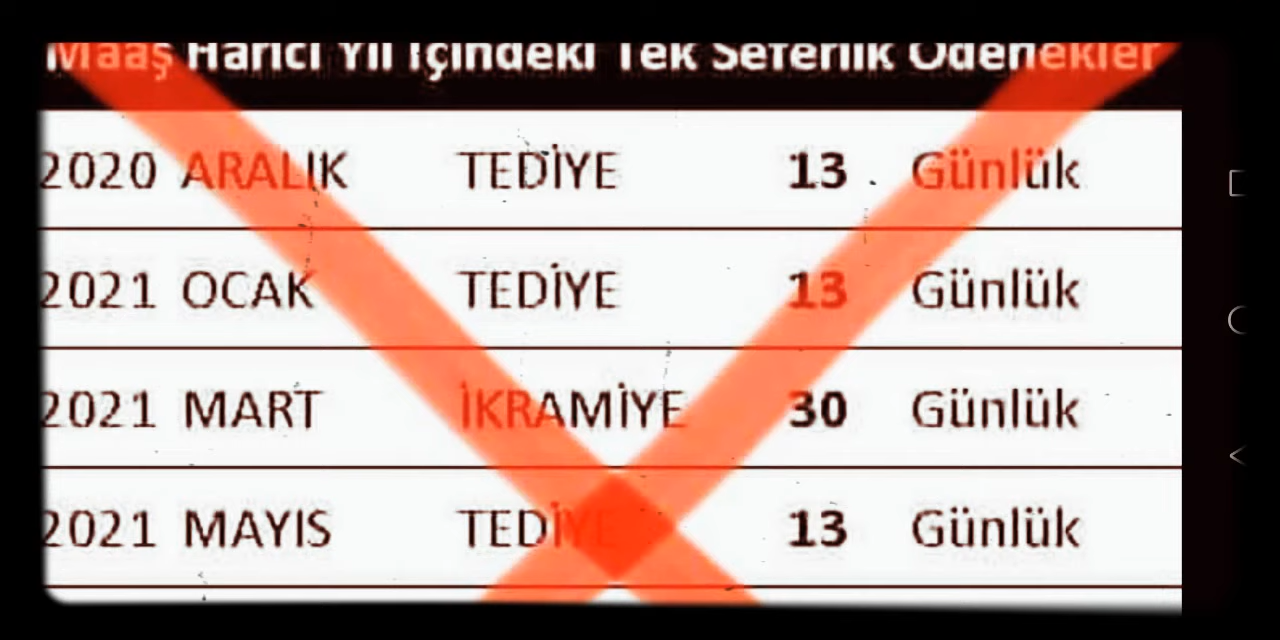 Maaş Harici Yıl İçindeki Tek Seferlik Ödenekler
2020 ARALIK TEDİYE 13 Günlük
2021 OCAK TEDİYE 13 Günlük
2021 MART İKRAMİYE 30 Günlük
2021 MAYIS TEDİYE 13 Günlük